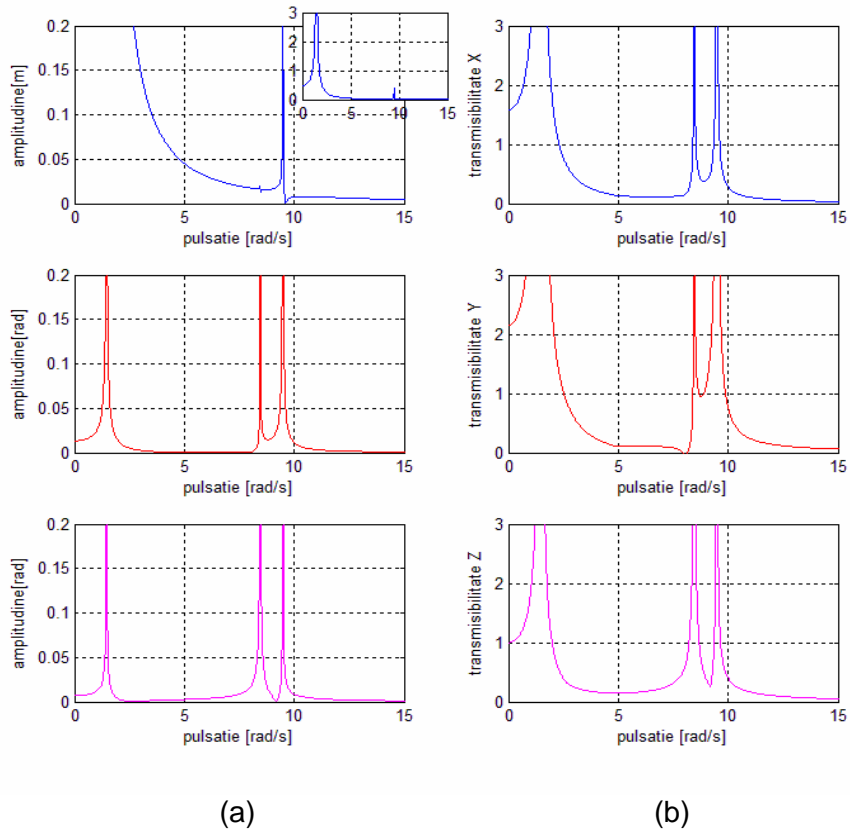 0.2
0.15
0.1
0.05
0
amplitudine[m]
0 5 10 15
pulsatie [rad/s]
3
2
1
0
0 5 10 15
3
2
1
0
transmisibilitate X
0 5 10 15
pulsatie [rad/s]
0.2
0.15
0.1
0.05
0
amplitudine[rad]
0 5 10 15
pulsatie [rad/s]
3
2
1
0
transmisibilitate Y
0 5 10 15
pulsatie [rad/s]
0.2
0.15
0.1
0.05
0
amplitudine[rad]
0 5 10 15
pulsatie [rad/s]
3
2
1
0
transmisibilitate Z
0 5 10 15
pulsatie [rad/s]
(a) (b)